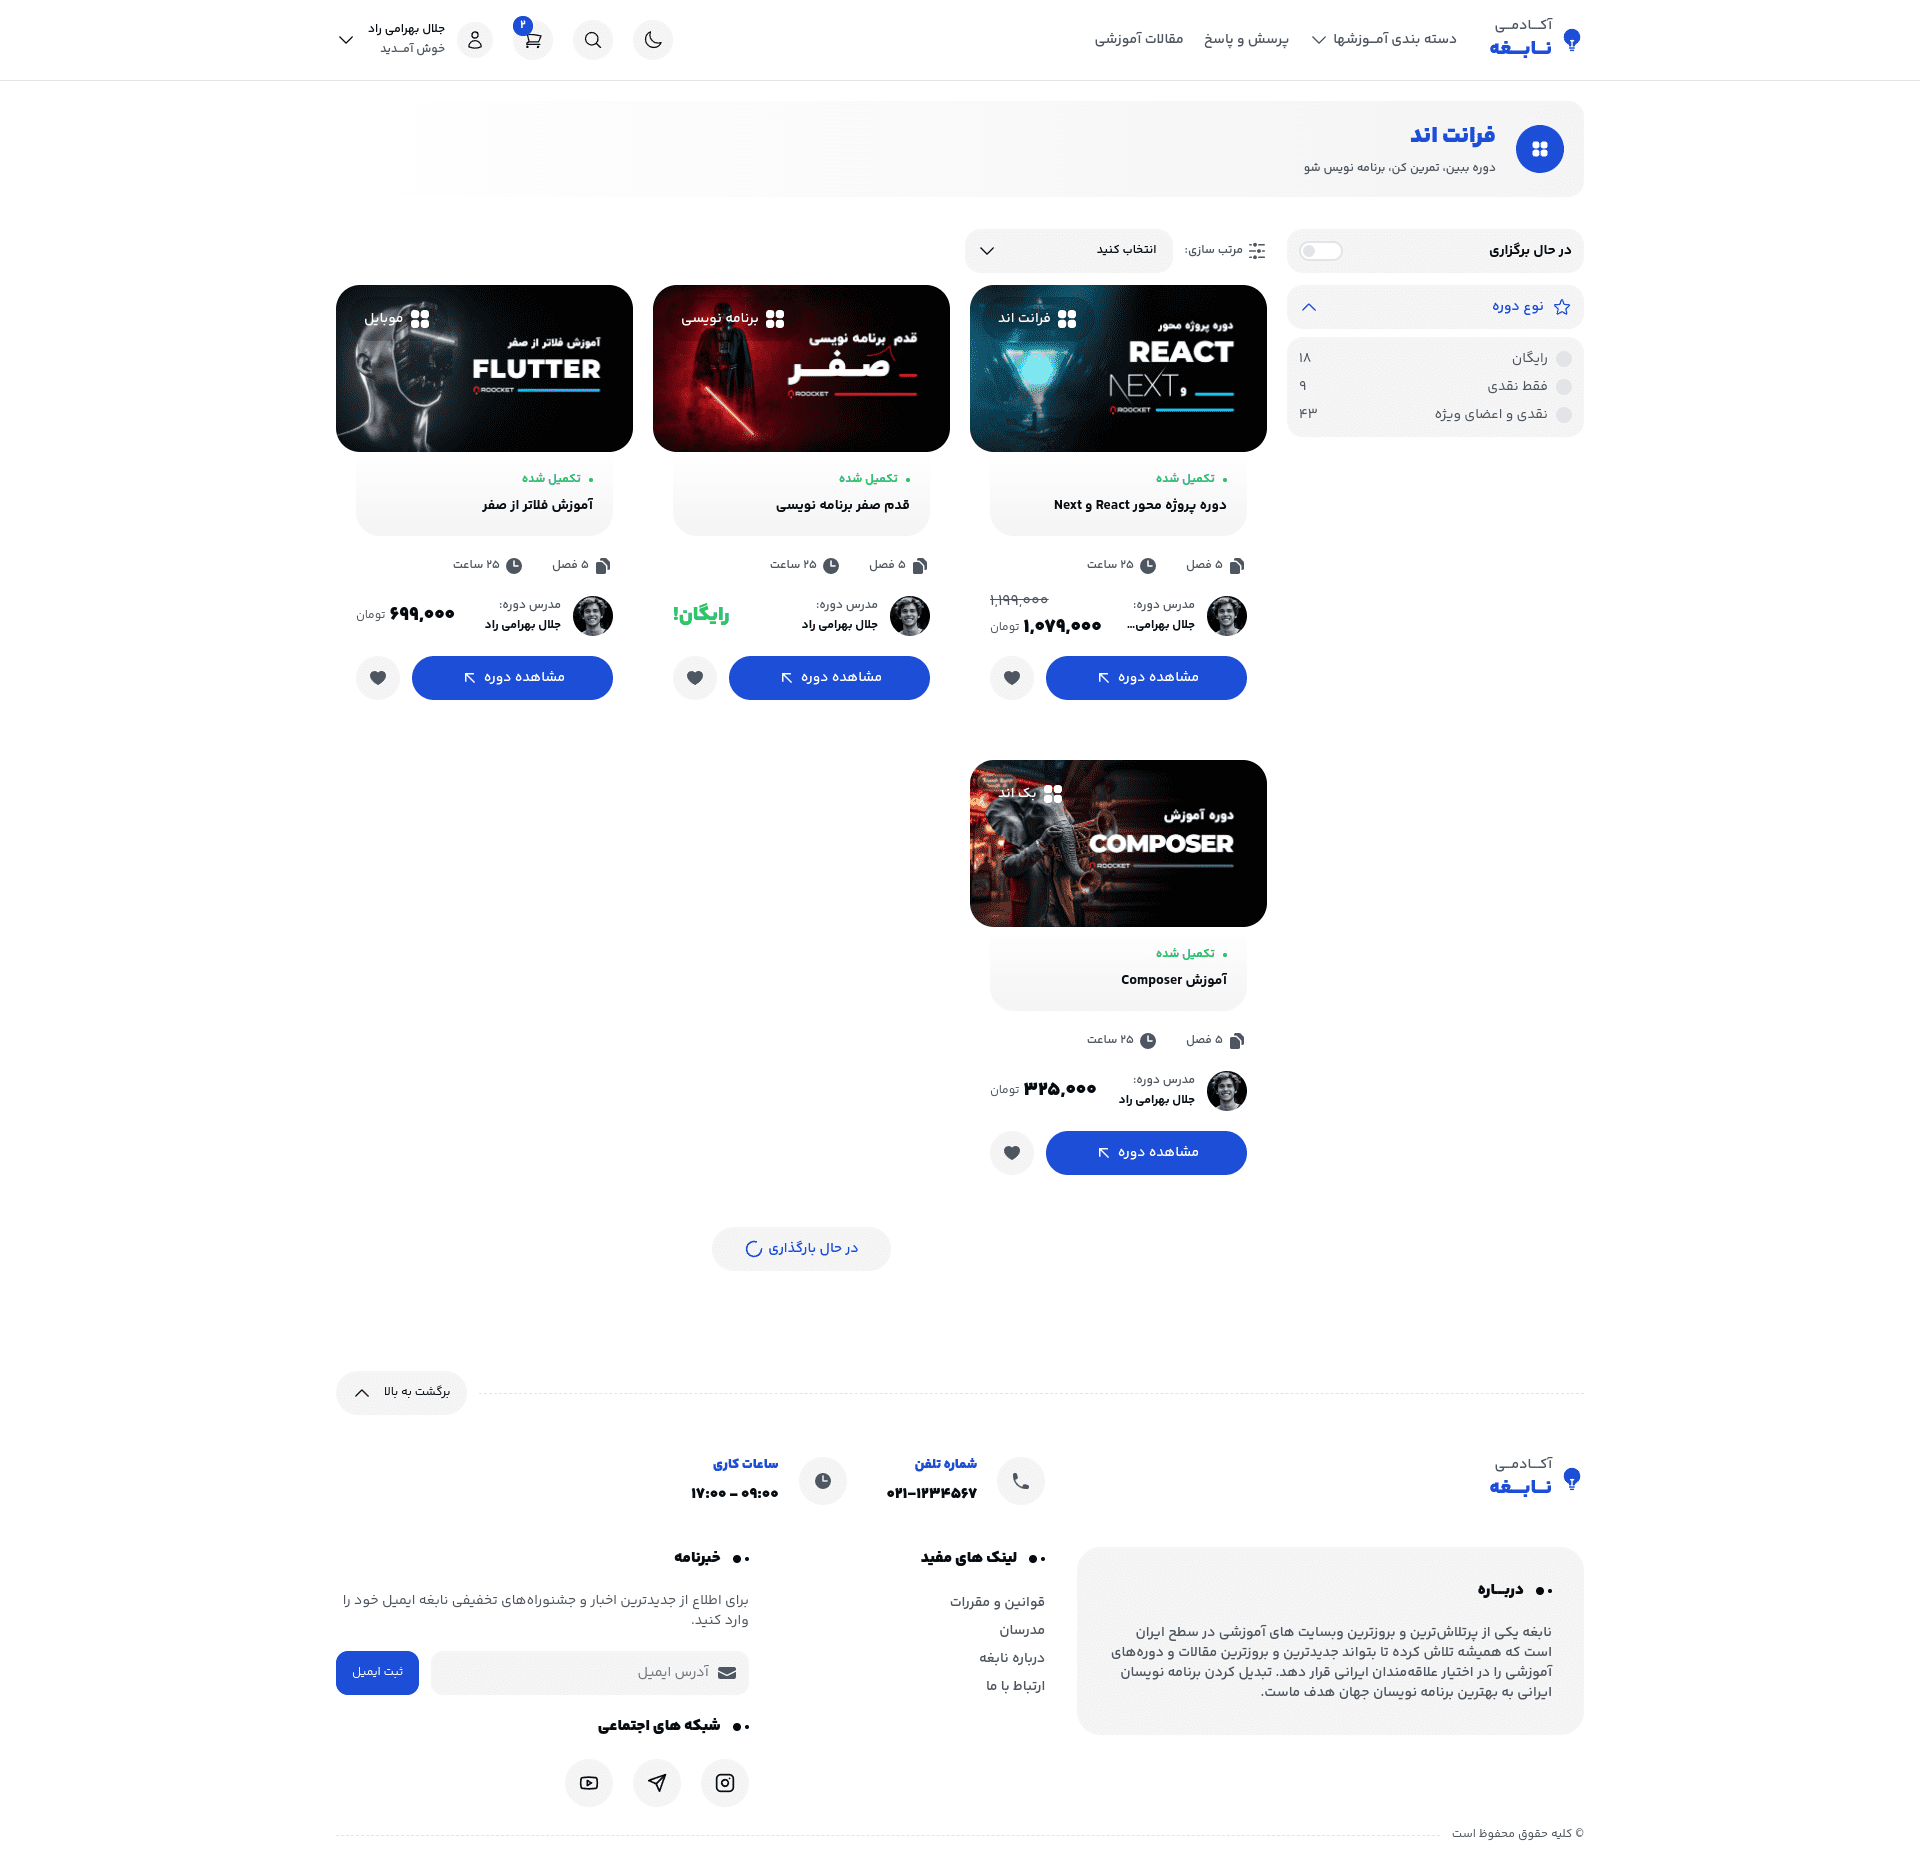 آکـــادمــی
نـــابـــغه
دسته بندی آمـــوزشها
پرسش و پاسخ
مقالات آموزشی
۲
جلال بهرامی راد
خوش آمـــدید
فرانت اند
دوره ببین، تمرین کن، برنامه نویس شو
در حال برگزاری
نوع دوره
رایگان ۱۸
فقط نقدی ۹
نقدی و اعضای ویژه ۴۳
مرتب سازی:
انتخاب کنید
فرانت اند
دوره پروژه محور
REACT
و NEXT
ROOCKET
تکمیل شده
دوره پروژه محور React و Next
۵ فصل
۲۵ ساعت
مدرس دوره:
جلال بهرامی...
۱,۱۹۹,۰۰۰
۱,۰۷۹,۰۰۰ تومان
مشاهده دوره
برنامه نویسی
قدم برنامه نویسی
صـفـر
ROOCKET
تکمیل شده
قدم صفر برنامه نویسی
۵ فصل
۲۵ ساعت
مدرس دوره:
جلال بهرامی راد
رایگان!
مشاهده دوره
موبایل
آموزش فلاتر از صفر
FLUTTER
ROOCKET
تکمیل شده
آموزش فلاتر از صفر
۵ فصل
۲۵ ساعت
مدرس دوره:
جلال بهرامی راد
۶۹۹,۰۰۰ تومان
مشاهده دوره
بک اند
دوره آموزش
COMPOSER
ROOCKET
تکمیل شده
آموزش Composer
۵ فصل
۲۵ ساعت
مدرس دوره:
جلال بهرامی راد
۳۲۵,۰۰۰ تومان
مشاهده دوره
در حال بارگذاری
برگشت به بالا
آکـــادمــی
نـــابـــغه
شماره تلفن
۰۲۱-۱۲۳۴۵۶۷
ساعات کاری
۰۹:۰۰ - ۱۷:۰۰
دربـــاره
نابغه یکی از پرتلاش‌ترین و بروزترین وبسایت های آموزشی در سطح ایران
است که همیشه تلاش کرده تا بتواند جدیدترین و بروزترین مقالات و دوره‌های
آموزشی را در اختیار علاقه‌مندان ایرانی قرار دهد. تبدیل کردن برنامه نویسان
ایرانی به بهترین برنامه نویسان جهان هدف ماست.
لینک های مفید
قوانین و مقررات
مدرسان
درباره نابغه
ارتباط با ما
خبرنامه
برای اطلاع از جدیدترین اخبار و جشنوراه‌های تخفیفی نابغه ایمیل خود را
وارد کنید.
آدرس ایمیل
ثبت ایمیل
شبکه های اجتماعی
© کلیه حقوق محفوظ است